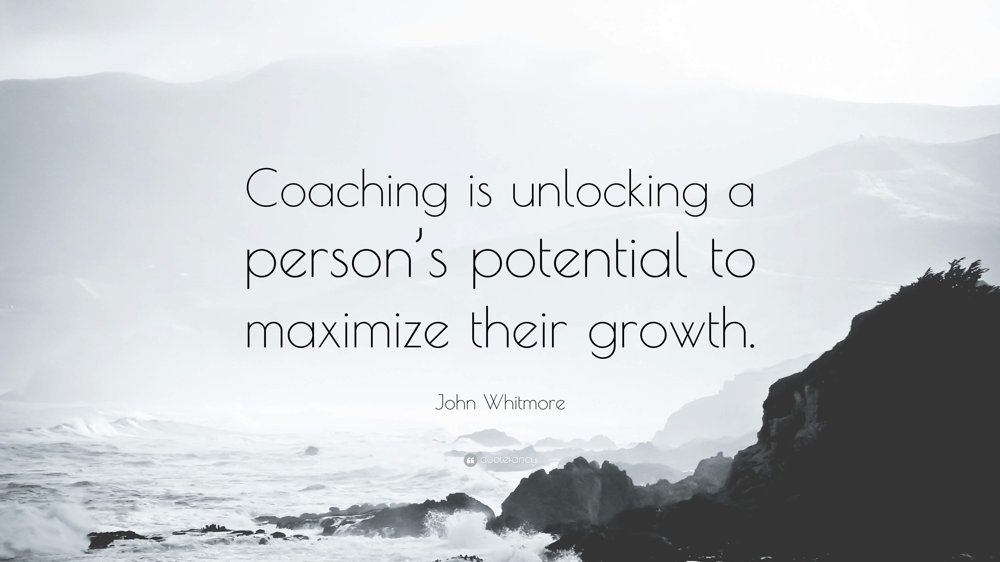 Coaching is unlocking a
person’s potential to
maximize their growth.
John Whitmore
quotefancy